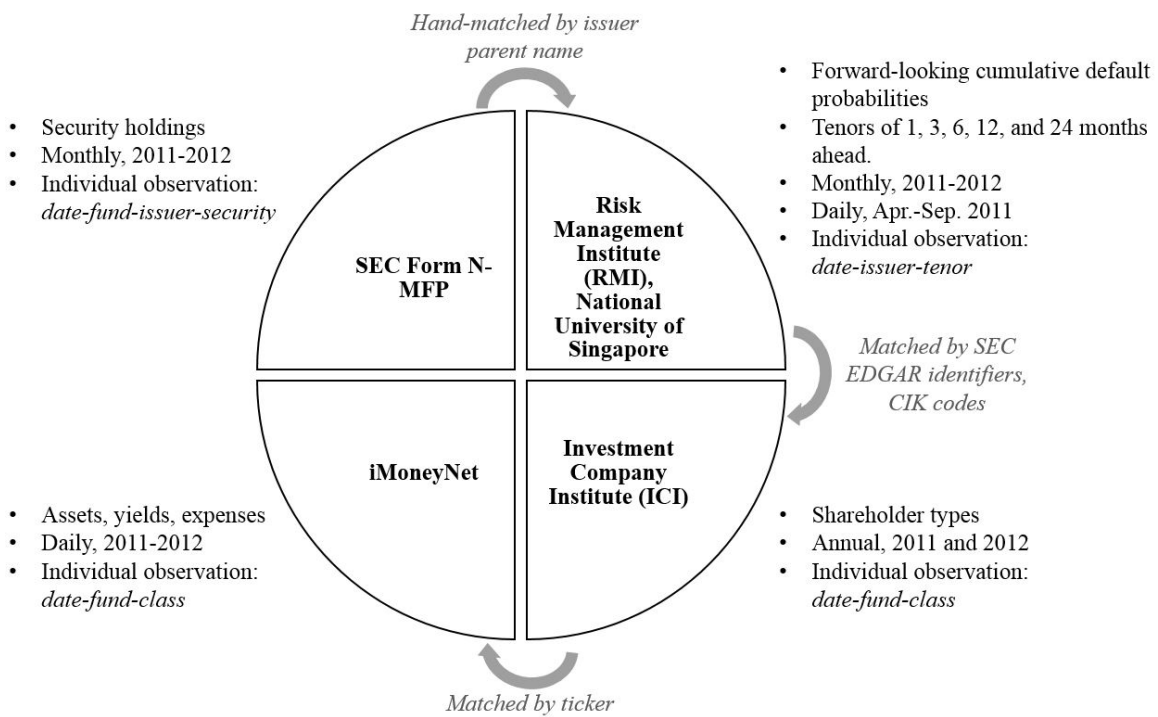 Hand-matched by issuer
parent name
• Security holdings
• Monthly, 2011-2012
• Individual observation:
date-fund-issuer-security
SEC Form N-
MFP
Risk
Management
Institute
(RMI),
National
University of
Singapore
• Forward-looking cumulative default
probabilities
• Tenors of 1, 3, 6, 12, and 24 months
ahead.
• Monthly, 2011-2012
• Daily, Apr.-Sep. 2011
• Individual observation:
date-issuer-tenor
Matched by SEC
EDGAR identifiers,
CIK codes
iMoneyNet
Investment
Company
Institute (ICI)
• Assets, yields, expenses
• Daily, 2011-2012
• Individual observation:
date-fund-class
• Shareholder types
• Annual, 2011 and 2012
• Individual observation:
date-fund-class
Matched by ticker